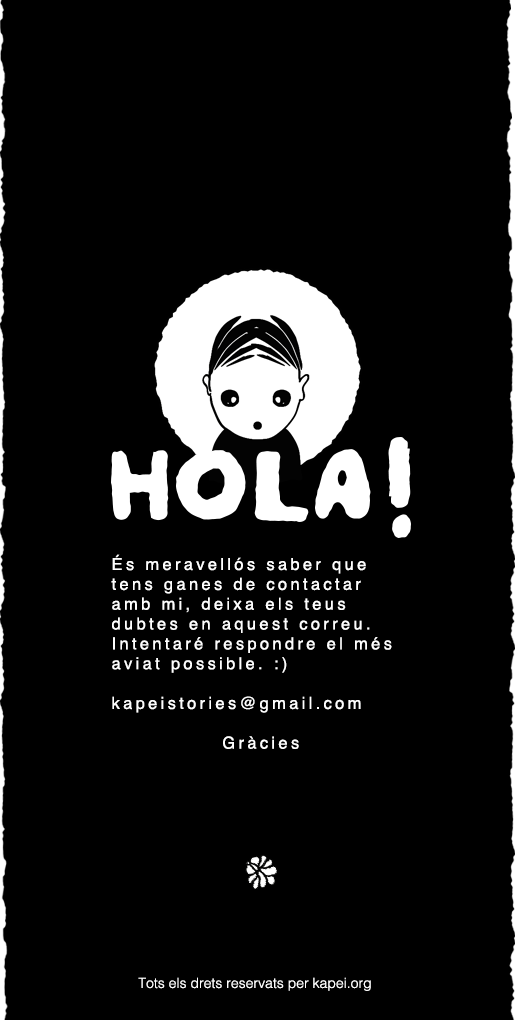 HOLA!
És meravellós saber que
tens ganes de contactar
amb mi, deixa els teus
dubtes en aquest correu.
Intentaré respondre el més
aviat possible. :)
kapeistories@gmail.com
Gràcies
Tots els drets reservats per kapei.org